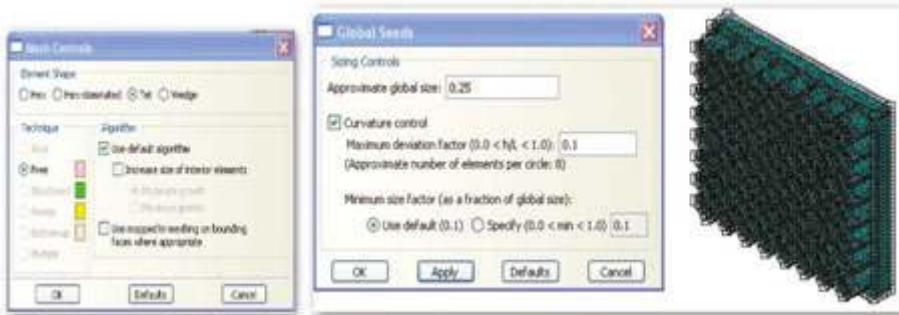 Mesh Controls
Element Shape
Hex Hex-dominated Tet Wedge
Technique
Algorithm
Free
Use default algorithm
Increase size of interior elements
Use mapped tri meshing on bounding
faces where appropriate
OK Defaults Cancel
Global Seeds
Sizing Controls
Approximate global size: 0.25
Curvature control
Maximum deviation factor (0.0 < h/L < 1.0): 0.1
(Approximate number of elements per circle: 8)
Minimum size factor (as a fraction of global size):
Use default (0.1) Specify (0.0 < min < 1.0) 0.1
OK Apply Defaults Cancel